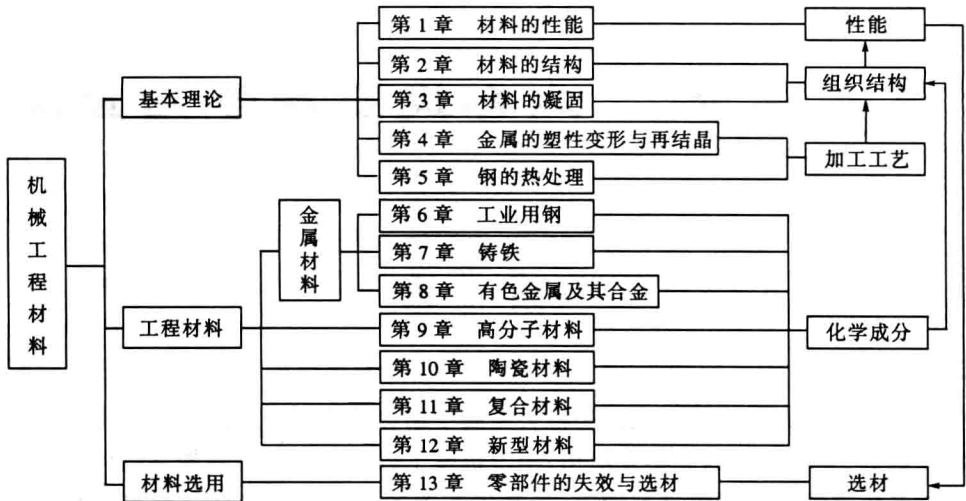 机械工程材料
基本理论
第1章 材料的性能
第2章 材料的结构
第3章 材料的凝固
第4章 金属的塑性变形与再结晶
第5章 钢的热处理
性能
组织结构
加工工艺
工程材料
金属材料
第6章 工业用钢
第7章 铸铁
第8章 有色金属及其合金
第9章 高分子材料
第10章 陶瓷材料
第11章 复合材料
第12章 新型材料
化学成分
材料选用
第13章 零部件的失效与选材
选材